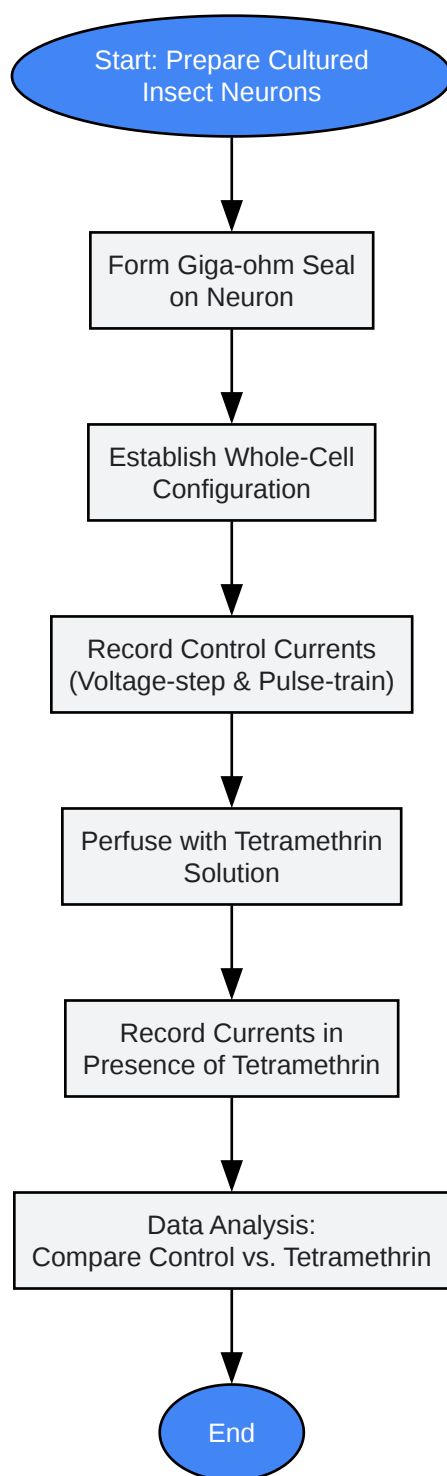 Start: Prepare Cultured
Insect Neurons
Form Giga-ohm Seal
on Neuron
Establish Whole-Cell
Configuration
Record Control Currents
(Voltage-step & Pulse-train)
Perfuse with Tetramethrin
Solution
Record Currents in
Presence of Tetramethrin
Data Analysis:
Compare Control vs. Tetramethrin
End